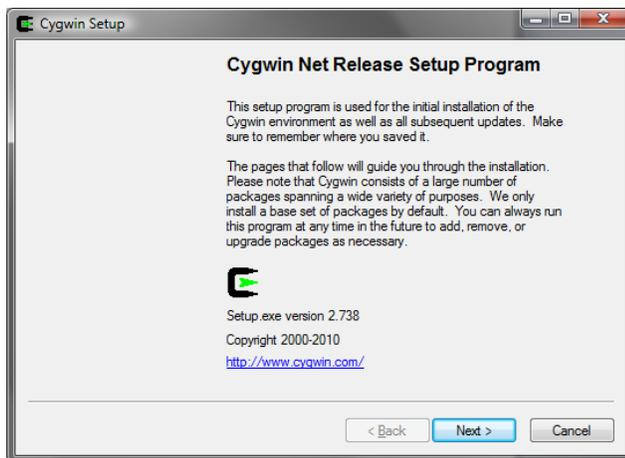 Cygwin Setup
Cygwin Net Release Setup Program
This setup program is used for the initial installation of the
Cygwin environment as well as all subsequent updates.  Make
sure to remember where you saved it.
The pages that follow will guide you through the installation.
Please note that Cygwin consists of a large number of
packages spanning a wide variety of purposes.  We only
install a base set of packages by default.  You can always run
this program at any time in the future to add, remove, or
upgrade packages as necessary.
Setup.exe version 2.738
Copyright 2000-2010
http://www.cygwin.com/
< Back
Next >
Cancel